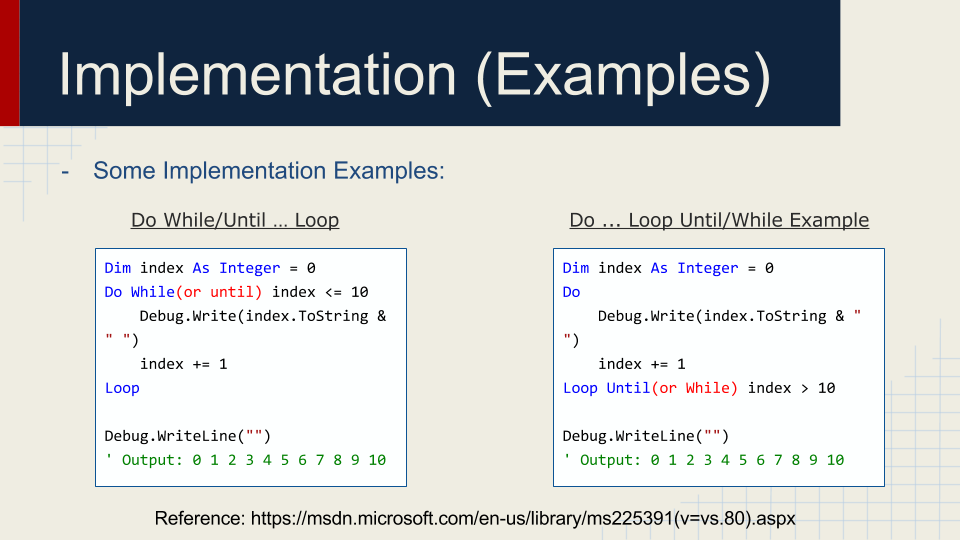 Implementation (Examples)
- Some Implementation Examples:
Do While/Until ... Loop
Dim index As Integer = 0
Do While(or until) index <= 10
Debug.Write(index.ToString &
" ")
index += 1
Loop
Debug.WriteLine("")
' Output: 0 1 2 3 4 5 6 7 8 9 10
Do ... Loop Until/While Example
Dim index As Integer = 0
Do
Debug.Write(index.ToString & "
")
index += 1
Loop Until(or While) index > 10
Debug.WriteLine("")
' Output: 0 1 2 3 4 5 6 7 8 9 10
Reference: https://msdn.microsoft.com/en-us/library/ms225391(v=vs.80).aspx